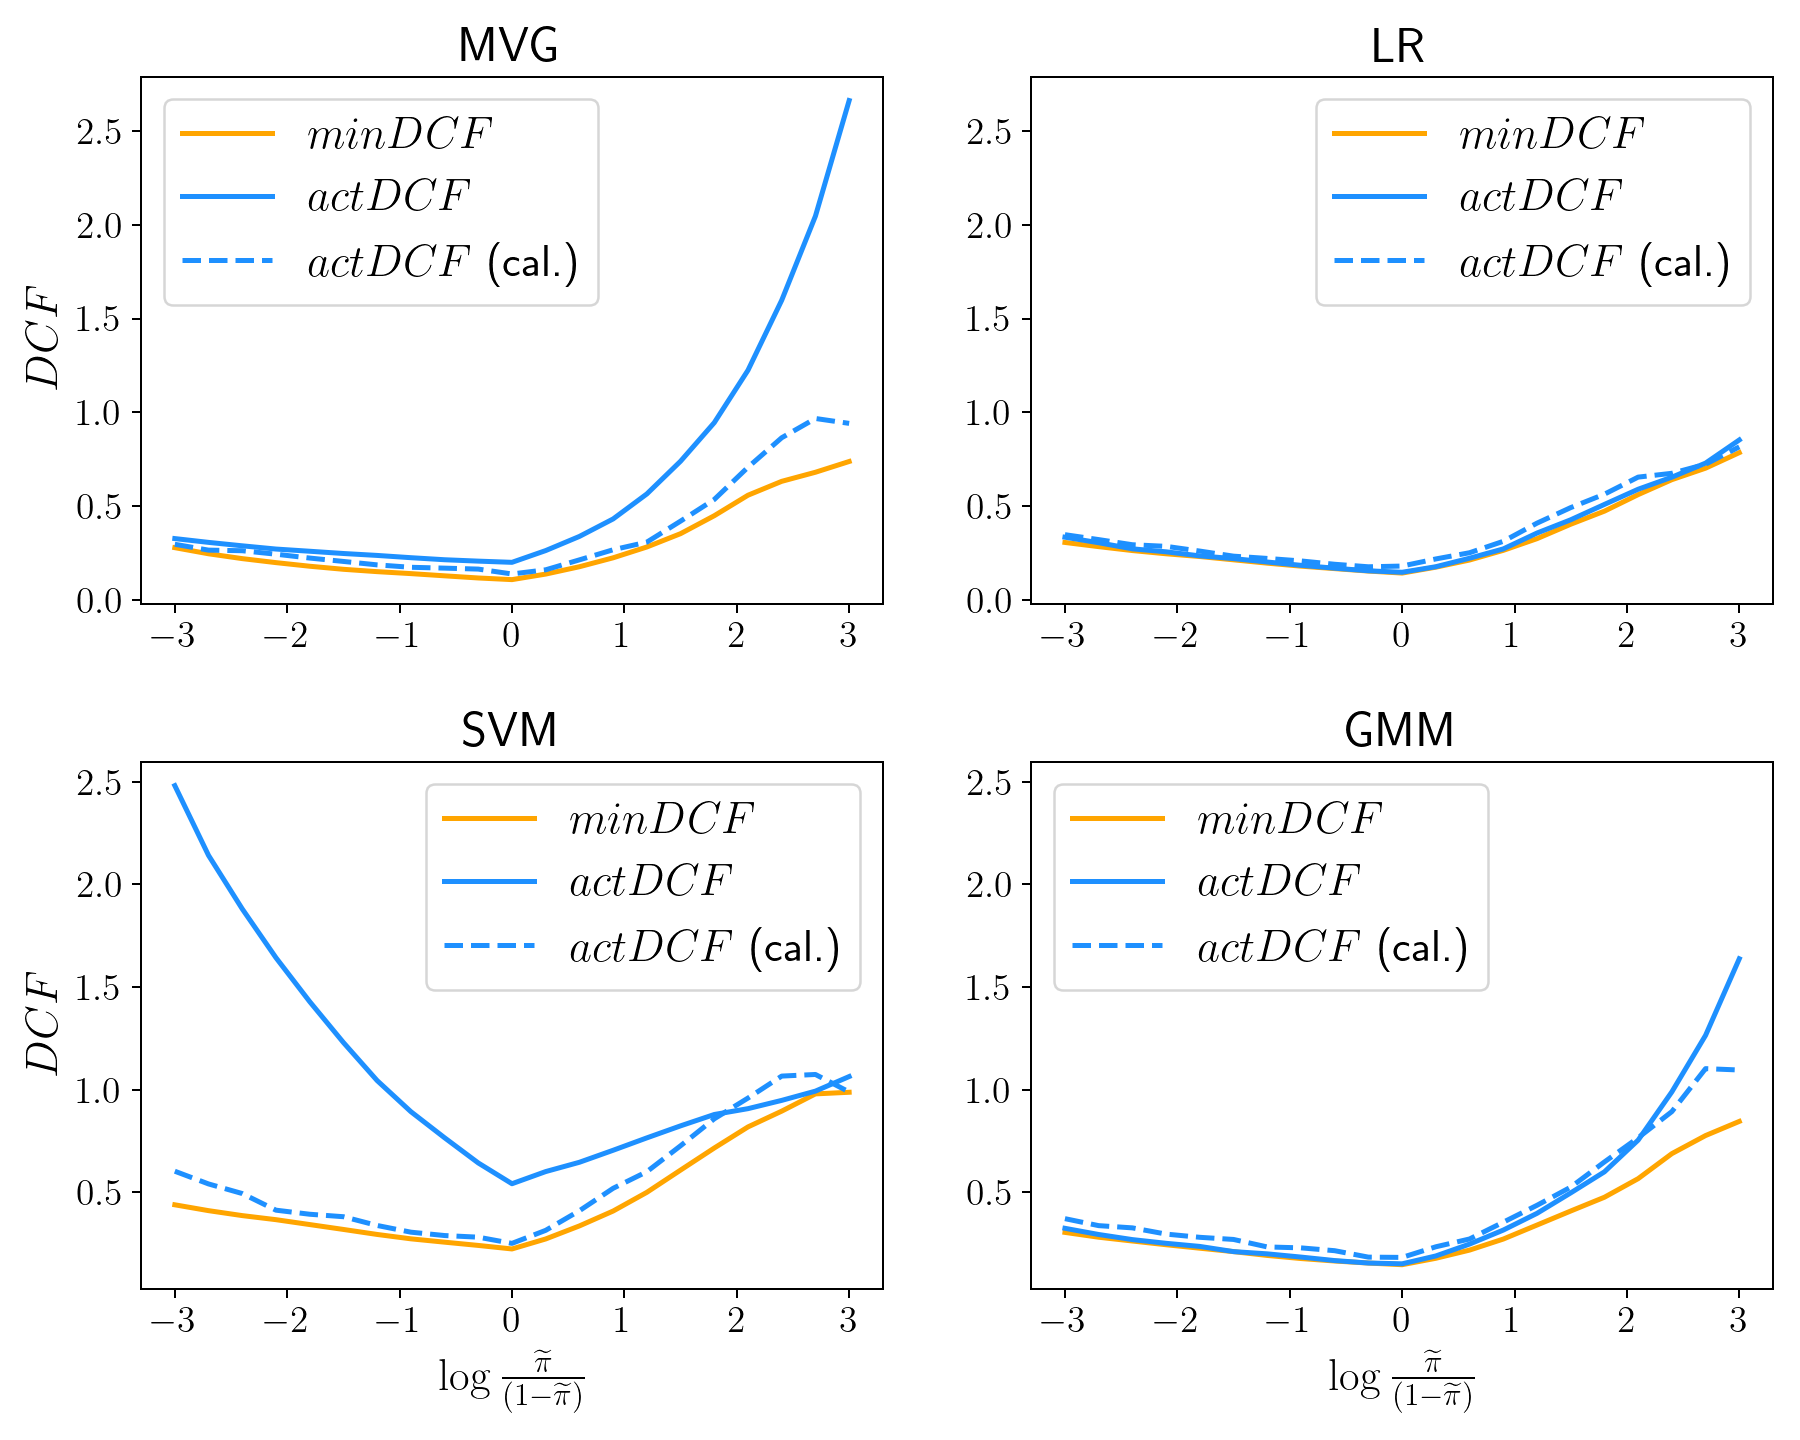 MVG
minDCF
actDCF
actDCF (cal.)
DCF
2.5
2.0
1.5
1.0
0.5
0.0
−3 −2 −1 0 1 2 3
LR
minDCF
actDCF
actDCF (cal.)
2.5
2.0
1.5
1.0
0.5
0.0
−3 −2 −1 0 1 2 3
SVM
minDCF
actDCF
actDCF (cal.)
DCF
2.5
2.0
1.5
1.0
0.5
−3 −2 −1 0 1 2 3
log π̃/(1−π̃)
GMM
minDCF
actDCF
actDCF (cal.)
2.5
2.0
1.5
1.0
0.5
−3 −2 −1 0 1 2 3
log π̃/(1−π̃)